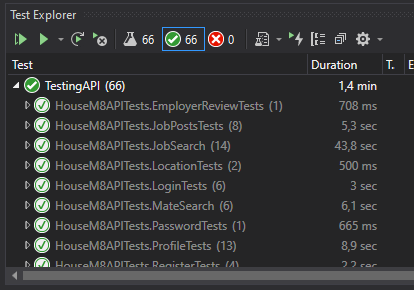 Test Explorer
66 66 0
Test Duration T. E
TestingAPI (66) 1,4 min
HouseM8APITests.EmployerReviewTests (1) 708 ms
HouseM8APITests.JobPostsTests (8) 5,3 sec
HouseM8APITests.JobSearch (14) 43,8 sec
HouseM8APITests.LocationTests (2) 500 ms
HouseM8APITests.LoginTests (6) 3 sec
HouseM8APITests.MateSearch (6) 6,1 sec
HouseM8APITests.PasswordTests (1) 665 ms
HouseM8APITests.ProfileTests (13) 8,9 sec
HouseM8APITests.RegisterTests (4) 2,2 sec